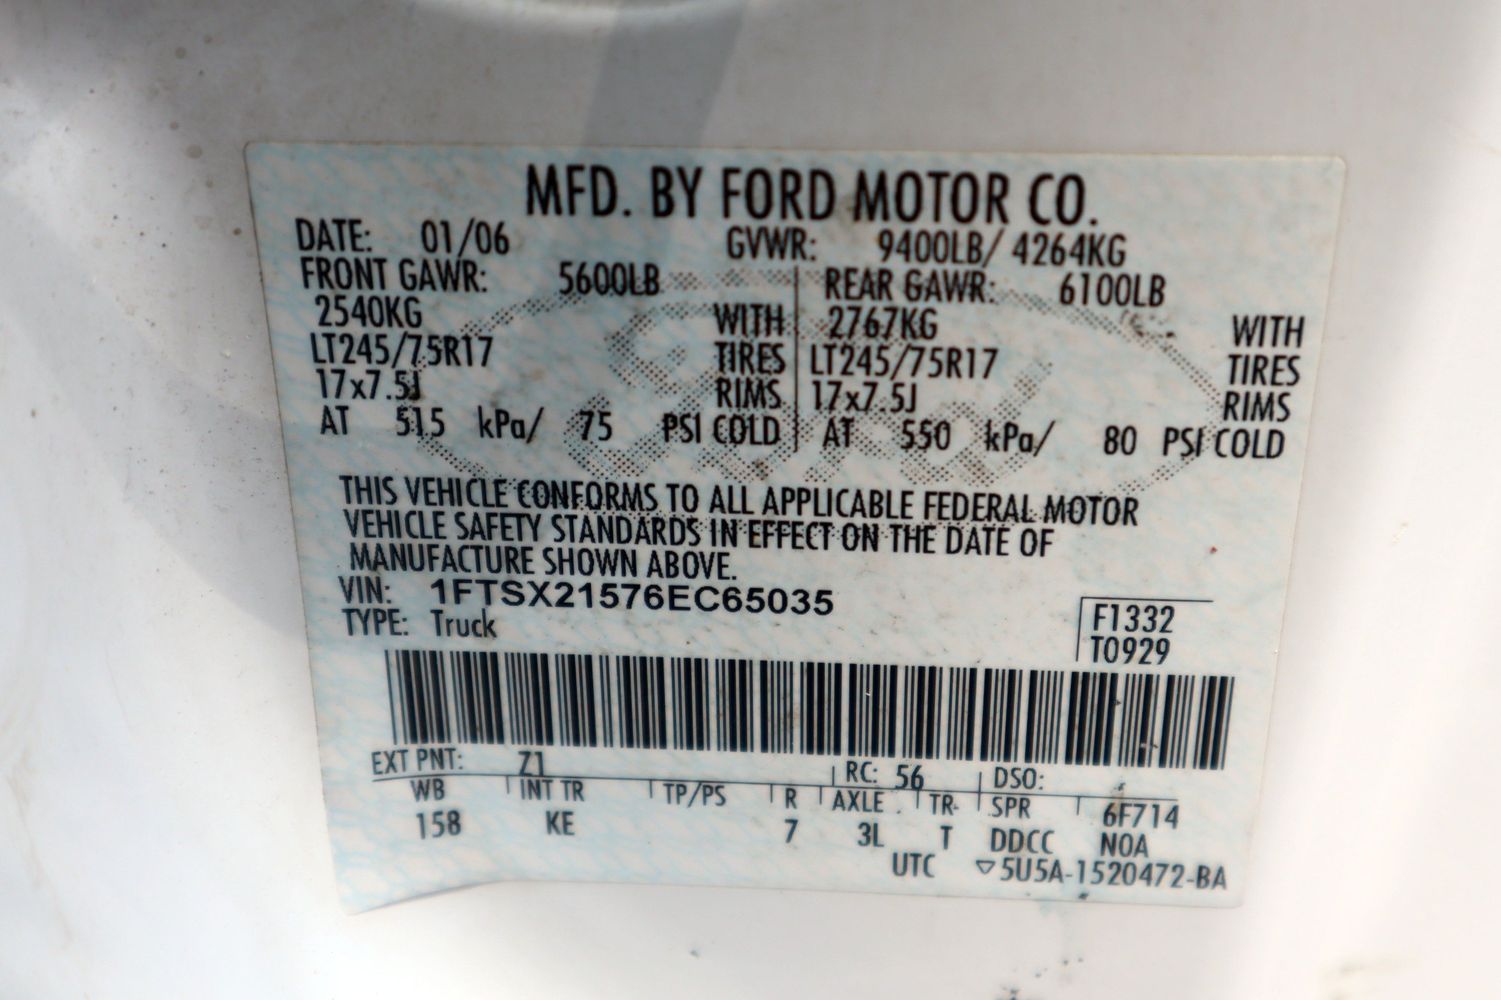 MFD. BY FORD MOTOR CO.
DATE: 01/06 GVWR: 9400LB/ 4264KG
FRONT GAWR: 5600LB REAR GAWR: 6100LB
2540KG WITH 2767KG WITH
LT245/75R17 TIRES LT245/75R17 TIRES
17x7.5J RIMS 17x7.5J RIMS
AT 515 kPa/ 75 PSI COLD AT 550 kPa/ 80 PSI COLD
THIS VEHICLE CONFORMS TO ALL APPLICABLE FEDERAL MOTOR
VEHICLE SAFETY STANDARDS IN EFFECT ON THE DATE OF
MANUFACTURE SHOWN ABOVE.
VIN: 1FTSX21576EC65035
TYPE: Truck
F1332
T0929
EXT PNT: Z1 RC: 56 DSO:
WB INT TR TP/PS R AXLE TR SPR 6F714
158 KE 7 3L T DDCC NOA
UTC ▽5U5A-1520472-BA